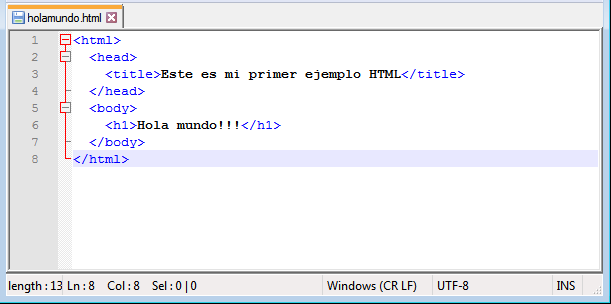 holamundo.html
1 <html>
2 <head>
3 <title>Este es mi primer ejemplo HTML</title>
4 </head>
5 <body>
6 <h1>Hola mundo!!!</h1>
7 </body>
8 </html>
length : 13 Ln : 8 Col : 8 Sel : 0 | 0 Windows (CR LF) UTF-8 INS